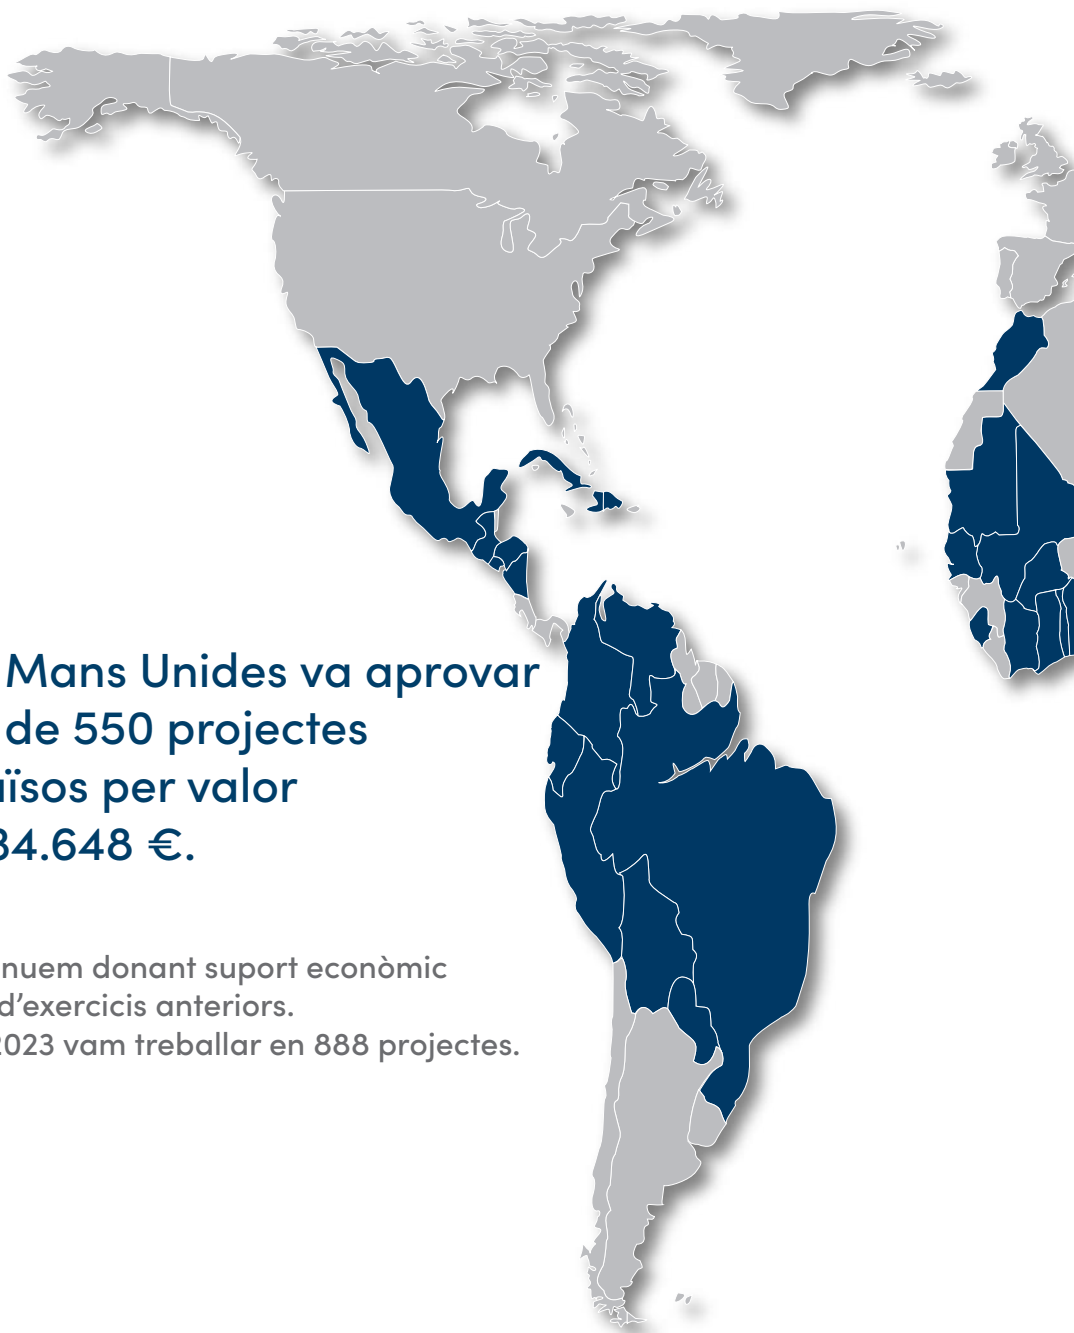 Mans Unides va aprovar
de 550 projectes
ïsos per valor
34.648 €.
nuem donant suport econòmic
d’exercicis anteriors.
2023 vam treballar en 888 projectes.